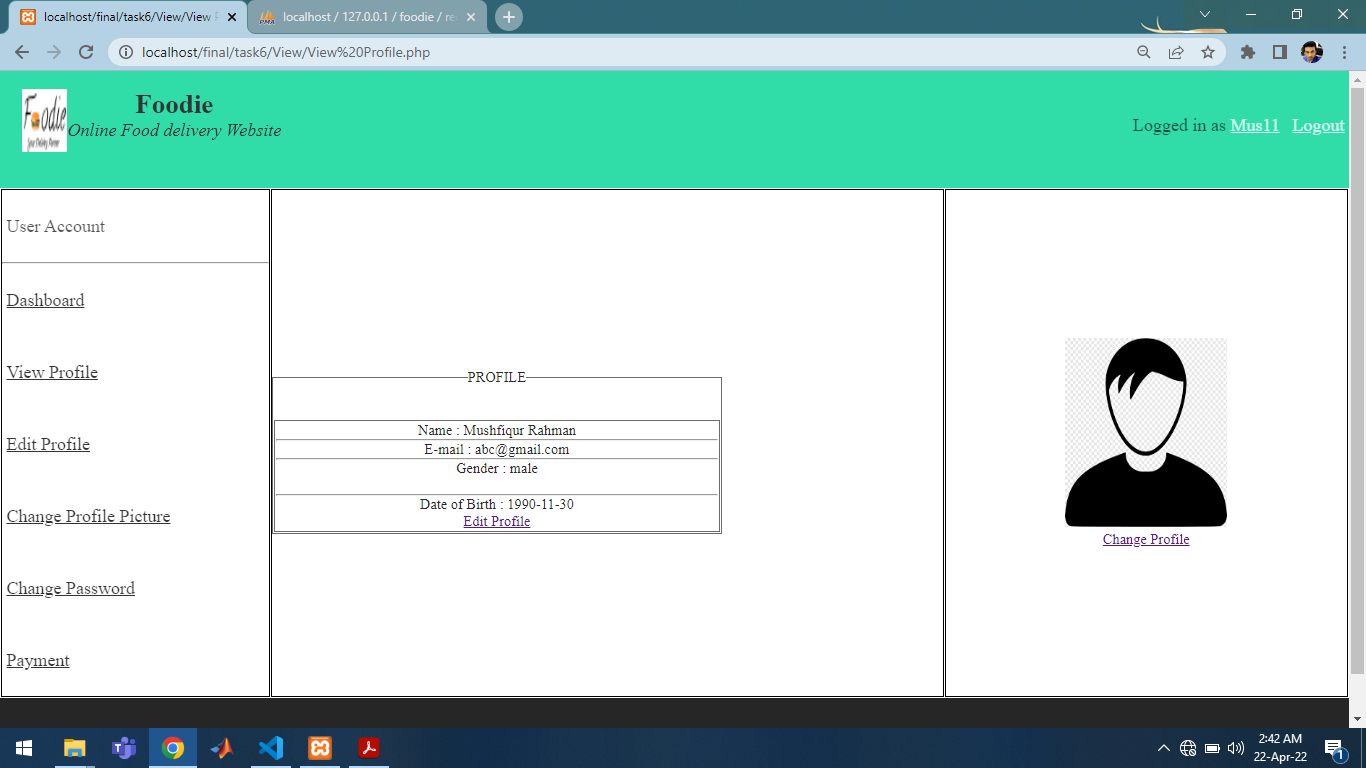 localhost/final/task6/View/View P
localhost / 127.0.0.1 / foodie / re
localhost/final/task6/View/View%20Profile.php
Foodie
Foodie
Online Food delivery Website
Logged in as Mus11 Logout
User Account
Dashboard
View Profile
Edit Profile
Change Profile Picture
Change Password
Payment
PROFILE
Name : Mushfiqur Rahman
E-mail : abc@gmail.com
Gender : male
Date of Birth : 1990-11-30
Edit Profile
Change Profile
2:42 AM
22-Apr-22
1